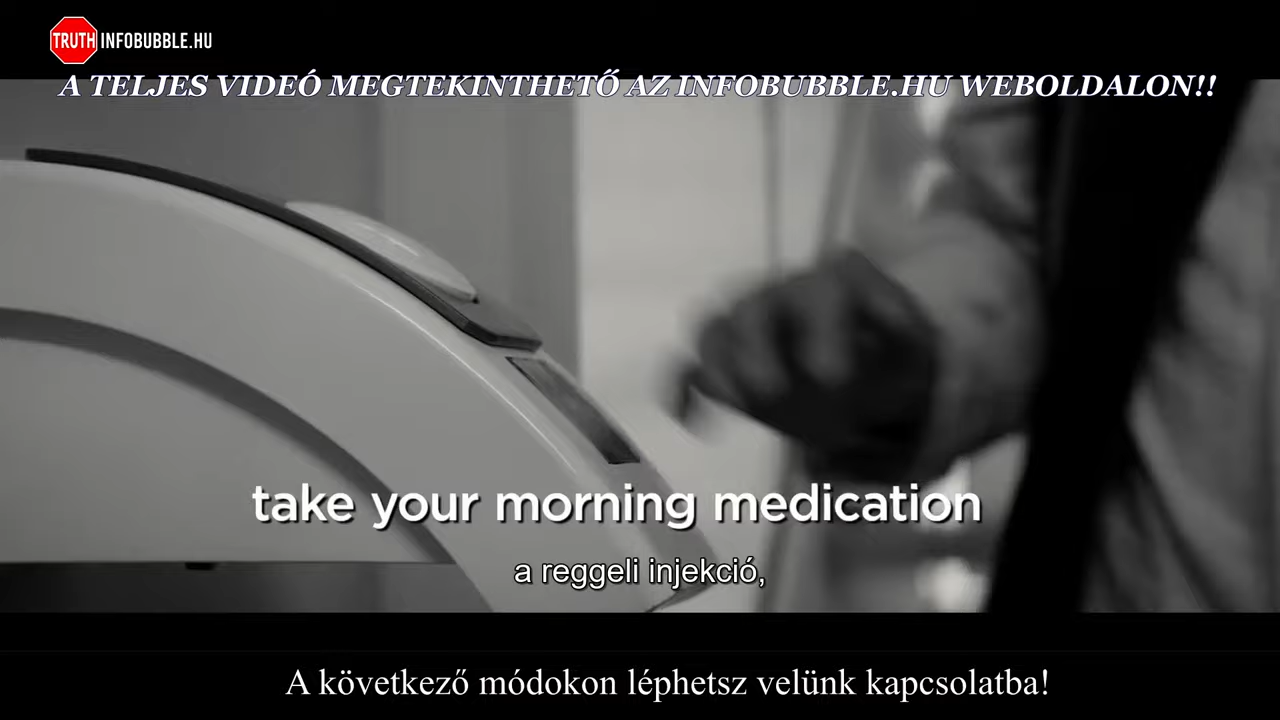 TRUTH INFOBUBBLE.HU
A TELJES VIDEÓ MEGTEKINTHETŐ AZ INFOBUBBLE.HU WEBOLDALON!!
take your morning medication
a reggeli injekció,
A következő módokon léphetsz velünk kapcsolatba!